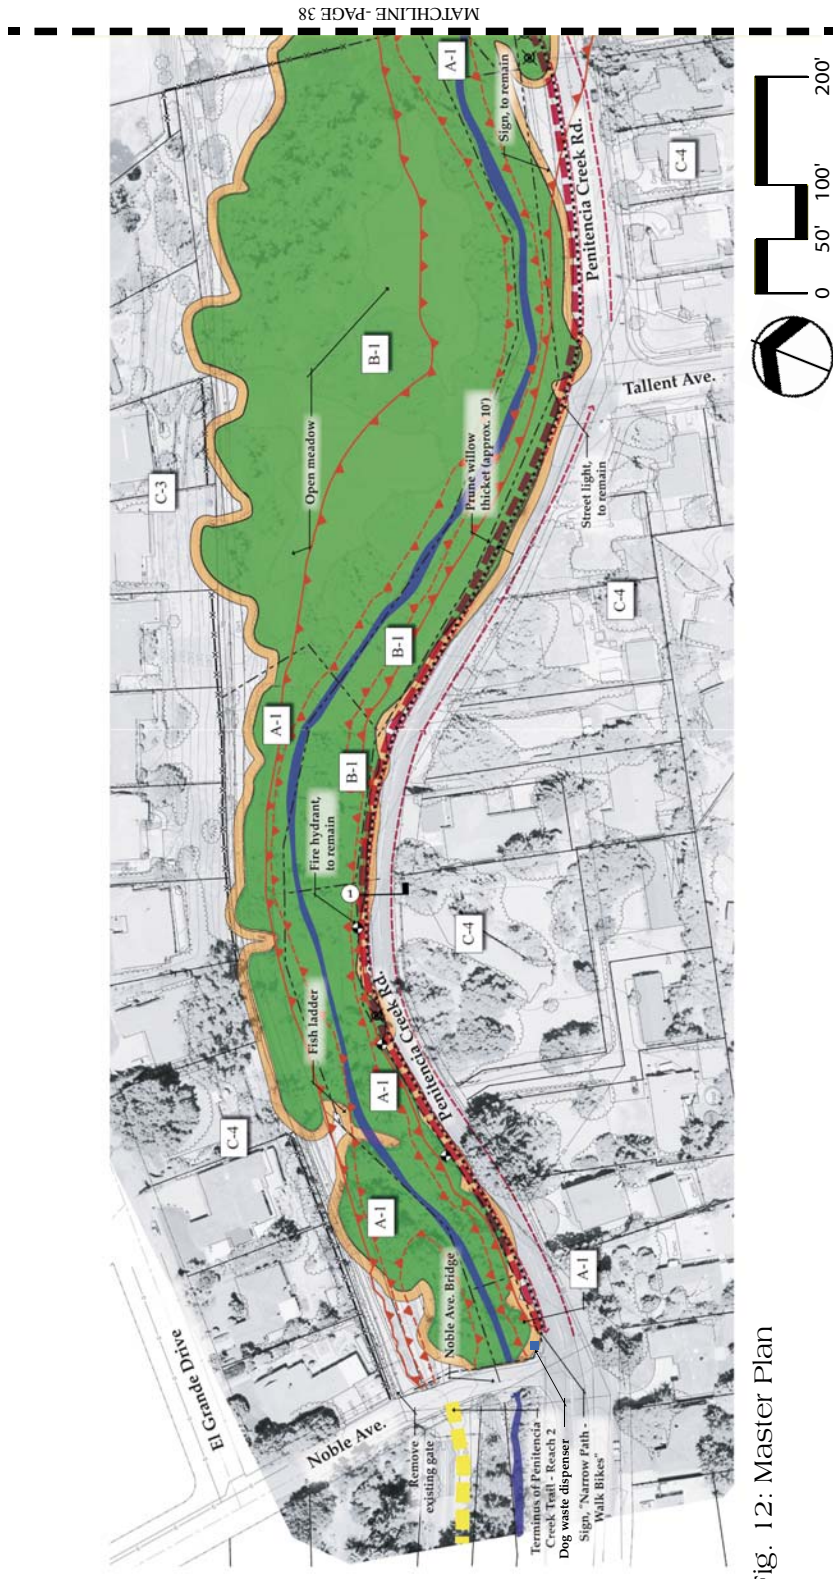 MATCHLINE -PAGE 38
A-1
Sign, to remain
Penitencia Creek Rd.
C-4
200'
100'
50'
0
B-1
Open meadow
C-3
Prune willow
thicket (approx. 10')
Tallent Ave.
Street light,
to remain
C-4
B-1
A-1
B-1
Fire hydrant,
to remain
1
C-4
Fish ladder
Penitencia Creek Rd.
A-1
C-4
A-1
Noble Ave. Bridge
A-1
El Grande Drive
Noble Ave.
Remove
existing gate
Terminus of Penitencia
Creek Trail - Reach 2
Dog waste dispenser
Sign, "Narrow Path -
Walk Bikes"
Fig. 12: Master Plan